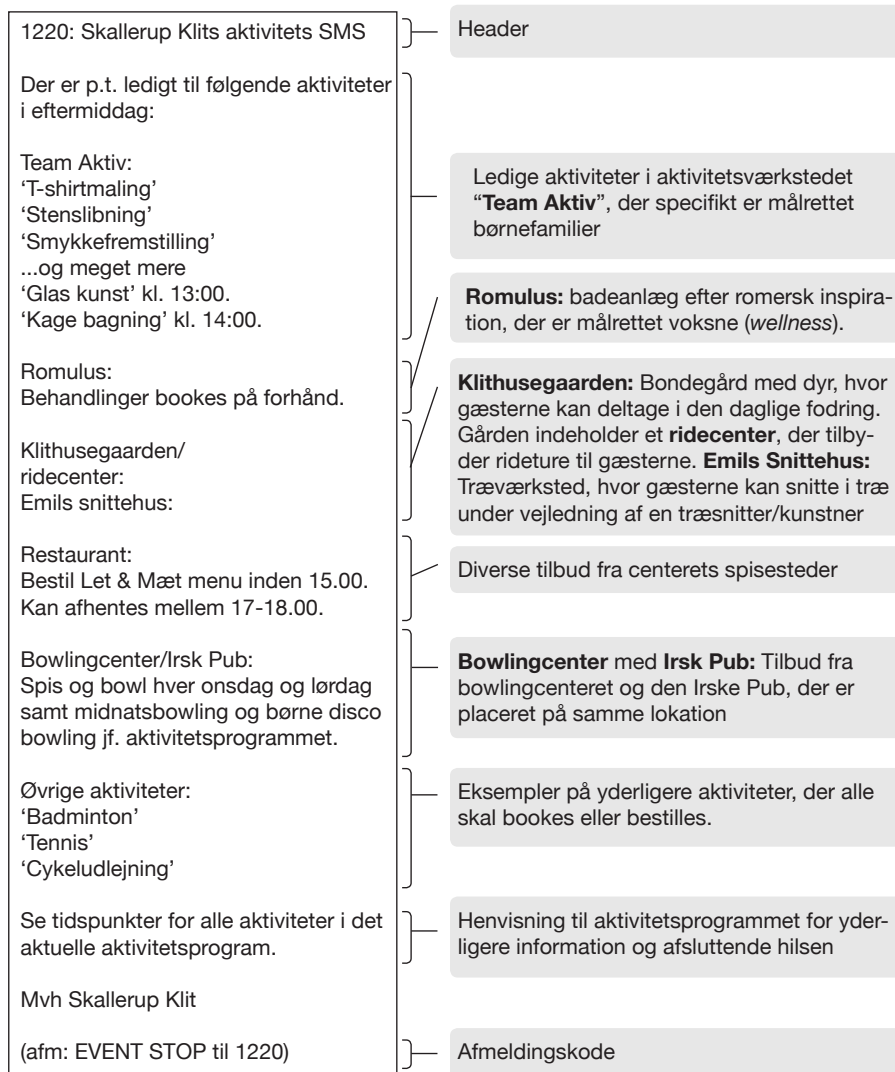 1220: Skallerup Klits aktivitets SMS
Der er p.t. ledigt til følgende aktiviteter
i eftermiddag:
Team Aktiv:
‘T-shirtmaling’
‘Stenslibning’
‘Smykkefremstilling’
...og meget mere
‘Glas kunst’ kl. 13:00.
‘Kage bagning’ kl. 14:00.
Romulus:
Behandlinger bookes på forhånd.
Klithusegaarden/
ridecenter:
Emils snittehus:
Restaurant:
Bestil Let & Mæt menu inden 15.00.
Kan afhentes mellem 17-18.00.
Bowlingcenter/Irsk Pub:
Spis og bowl hver onsdag og lørdag
samt midnatsbowling og børne disco
bowling jf. aktivitetsprogrammet.
Øvrige aktiviteter:
‘Badminton’
‘Tennis’
‘Cykeludlejning’
Se tidspunkter for alle aktiviteter i det
aktuelle aktivitetsprogram.
Mvh Skallerup Klit
(afm: EVENT STOP til 1220)
Header
Ledige aktiviteter i aktivitetsværkstedet
“Team Aktiv”, der specifikt er målrettet
børnefamilier
Romulus: badeanlæg efter romersk inspira-
tion, der er målrettet voksne (wellness).
Klithusegaarden: Bondegård med dyr, hvor
gæsterne kan deltage i den daglige fodring.
Gården indeholder et ridecenter, der tilby-
der rideture til gæsterne. Emils Snittehus:
Træværksted, hvor gæsterne kan snitte i træ
under vejledning af en træsnitter/kunstner
Diverse tilbud fra centerets spisesteder
Bowlingcenter med Irsk Pub: Tilbud fra
bowlingcenteret og den Irske Pub, der er
placeret på samme lokation
Eksempler på yderligere aktiviteter, der alle
skal bookes eller bestilles.
Henvisning til aktivitetsprogrammet for yder-
ligere information og afsluttende hilsen
Afmeldingskode